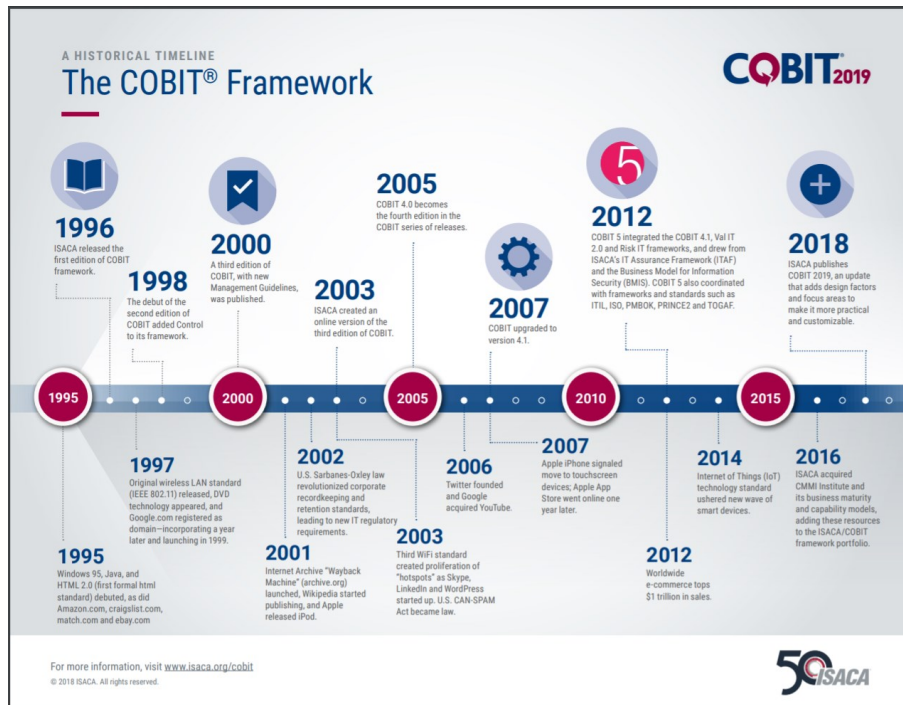 A HISTORICAL TIMELINE
The COBIT® Framework
COBIT® 2019
1996
ISACA released the
first edition of COBIT
framework.
1998
The debut of the
second edition of
COBIT added Control
to its framework.
2000
A third edition of
COBIT, with new
Management Guidelines,
was published.
2003
ISACA created an
online version of the
third edition of COBIT.
2005
COBIT 4.0 becomes
the fourth edition in the
COBIT series of releases.
2007
COBIT upgraded to
version 4.1.
5
2012
COBIT 5 integrated the COBIT 4.1, Val IT
2.0 and Risk IT frameworks, and drew from
ISACA's IT Assurance Framework (ITAF)
and the Business Model for Information
Security (BMIS). COBIT 5 also coordinated
with frameworks and standards such as
ITIL, ISO, PMBOK, PRINCE2 and TOGAF.
2018
ISACA publishes
COBIT 2019, an update
that adds design factors
and focus areas to
make it more practical
and customizable.
1995
2000
2005
2010
2015
1995
Windows 95, Java, and
HTML 2.0 (first formal html
standard) debuted, as did
Amazon.com, craigslist.com,
match.com and ebay.com
1997
Original wireless LAN standard
(IEEE 802.11) released, DVD
technology appeared, and
Google.com registered as
domain—incorporating a year
later and launching in 1999.
2001
Internet Archive "Wayback
Machine" (archive.org)
launched, Wikipedia started
publishing, and Apple
released iPod.
2002
U.S. Sarbanes-Oxley law
revolutionized corporate
recordkeeping and
retention standards,
leading to new IT regulatory
requirements.
2003
Third WiFi standard
created proliferation of
"hotspots" as Skype,
LinkedIn and WordPress
started up. U.S. CAN-SPAM
Act became law.
2006
Twitter founded
and Google
acquired YouTube.
2007
Apple iPhone signaled
move to touchscreen
devices; Apple App
Store went online one
year later.
2012
Worldwide
e-commerce tops
$1 trillion in sales.
2014
Internet of Things (IoT)
technology standard
ushered new wave of
smart devices.
2016
ISACA acquired
CMMI Institute and
its business maturity
and capability models,
adding these resources
to the ISACA/COBIT
framework portfolio.
For more information, visit www.isaca.org/cobit
© 2018 ISACA. All rights reserved.
50 ISACA